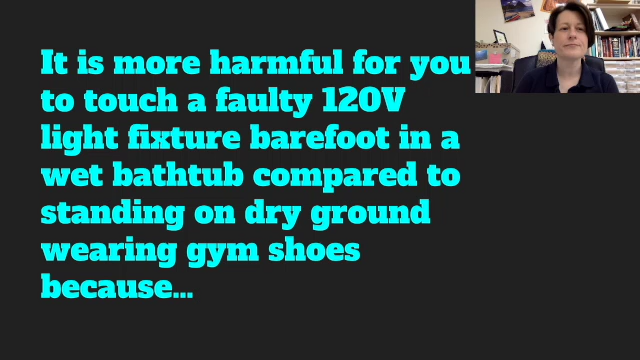 It is more harmful for you
to touch a faulty 120V
light fixture barefoot in a
wet bathtub compared to
standing on dry ground
wearing gym shoes
because...